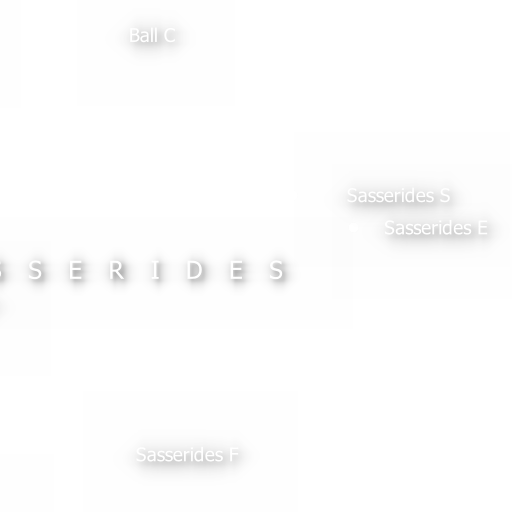 Ball C
Sasserides S
Sasserides E
S S E R I D E S
Sasserides F